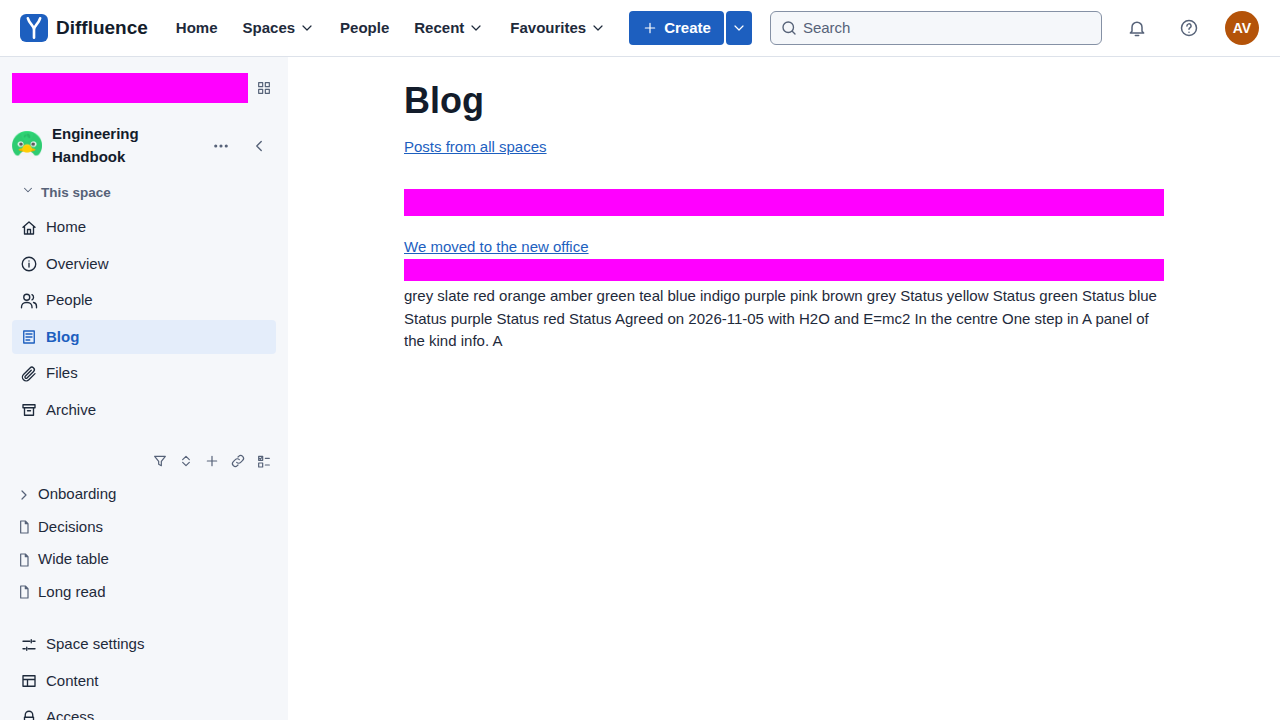 Diffluence Home Spaces People Recent Favourites Create Search AV
Engineering
Handbook
This space
Home
Overview
People
Blog
Files
Archive
Onboarding
Decisions
Wide table
Long read
Space settings
Content
Access
Blog
Posts from all spaces
We moved to the new office
grey slate red orange amber green teal blue indigo purple pink brown grey Status yellow Status green Status blue
Status purple Status red Status Agreed on 2026-11-05 with H2O and E=mc2 In the centre One step in A panel of
the kind info. A